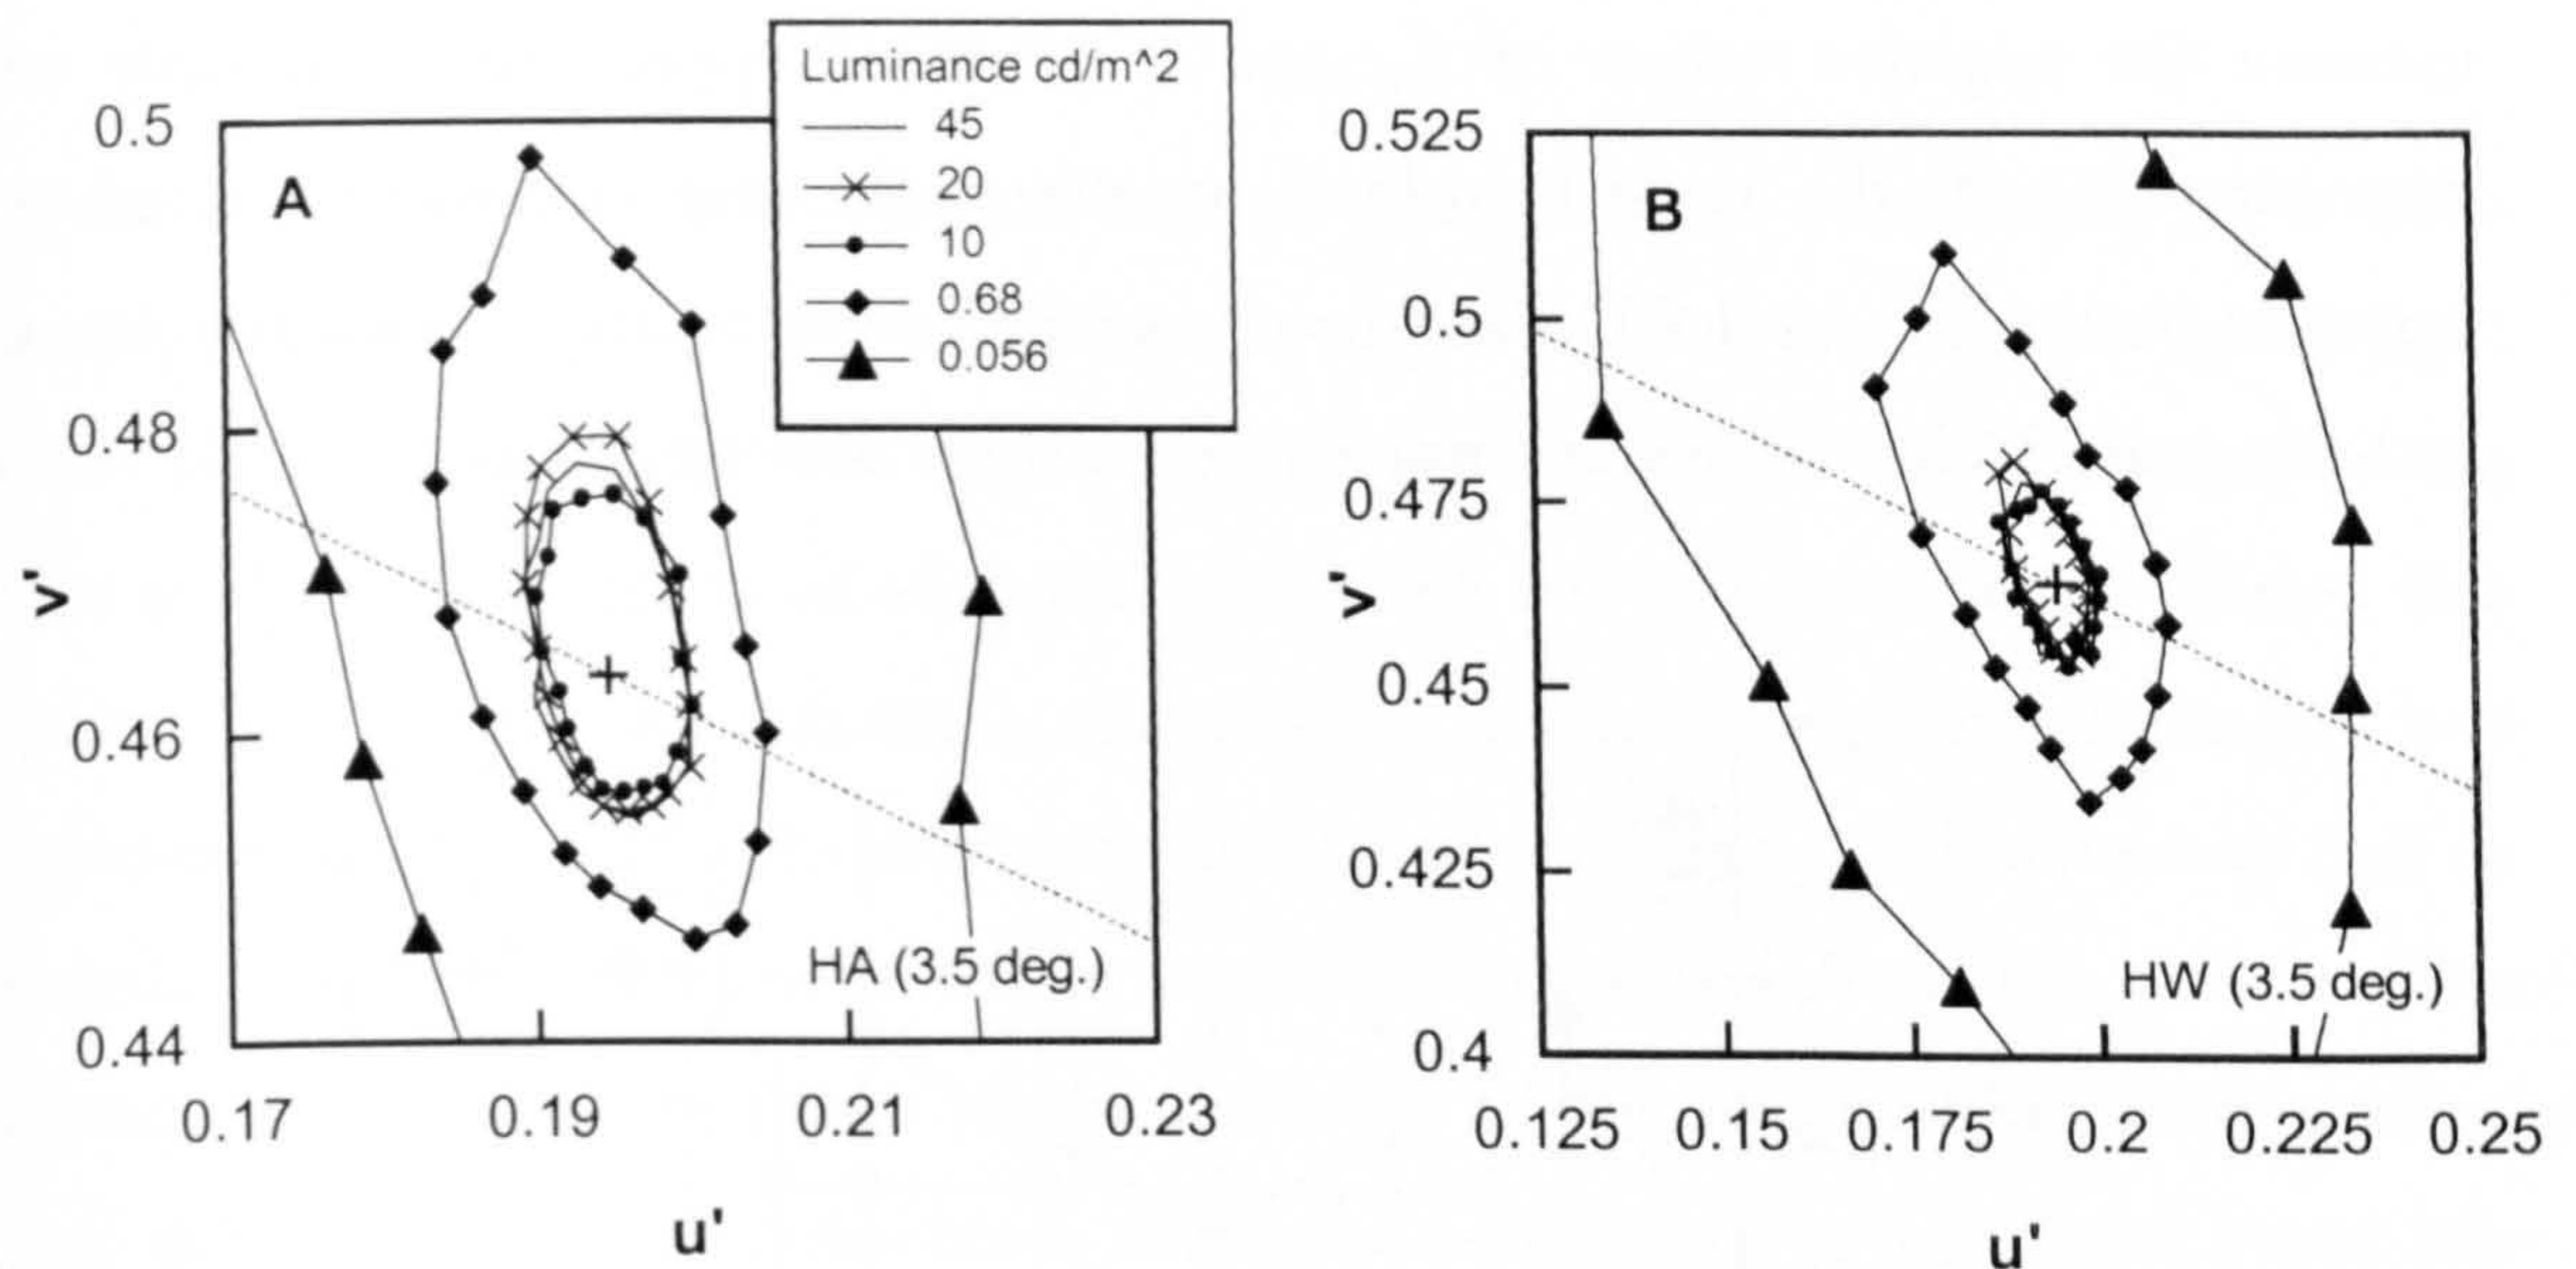 Luminance cd/m^2
45
20
10
0.68
0.056
A
0.5
0.48
0.46
0.44
0.17 0.19 0.21 0.23
v'
u'
HA (3.5 deg.)
B
0.525
0.5
0.475
0.45
0.425
0.4
0.125 0.15 0.175 0.2 0.225 0.25
v'
u'
HW (3.5 deg.)